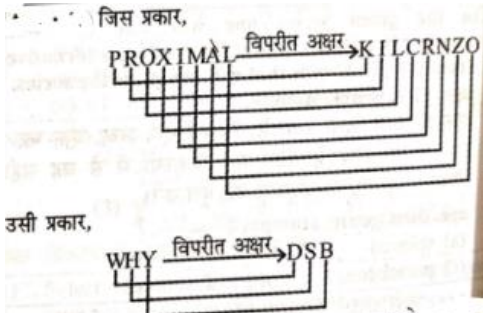 जिस प्रकार,
PROXIMAL विपरीत अक्षर KILCRNZO
उसी प्रकार,
WHY विपरीत अक्षर DSB